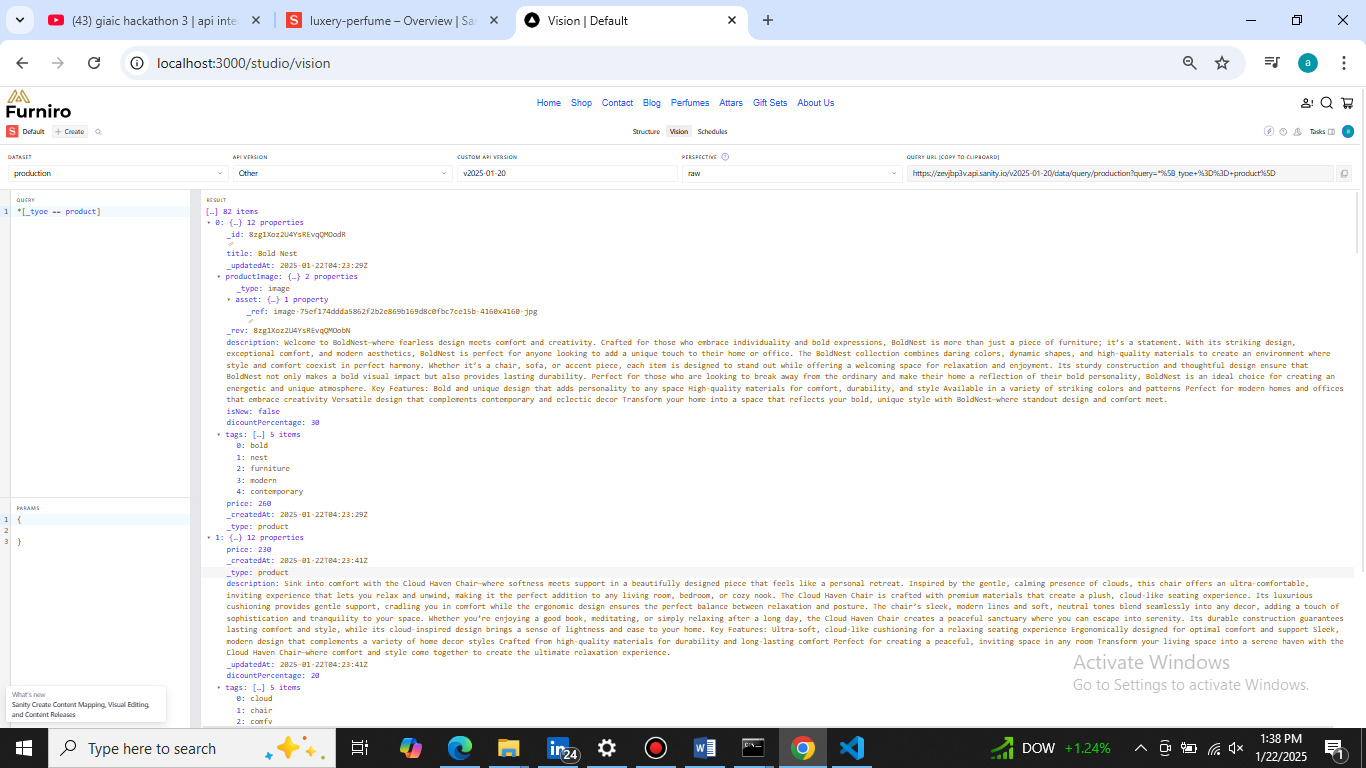 (43) giaic hackathon 3 | api inte
luxery-perfume – Overview | Sa
Vision | Default
localhost:3000/studio/vision
a
Furniro
Home Shop Contact Blog Perfumes Attars Gift Sets About Us
S Default + Create
Structure Vision Schedules
Tasks
DATASET API VERSION CUSTOM API VERSION PERSPECTIVE QUERY URL [COPY TO CLIPBOARD]
production Other v2025-01-20 raw https://zevjbp3v.api.sanity.io/v2025-01-20/data/query/production?query=*%5B_type+%3D%3D+product%5D
QUERY
1 *[_type == product]
PARAMS
1 {
2
3 }
RESULT
[…] 82 items
0: {…} 12 properties
_id: 8zg1Xoz2U4YsREvqQMOodR
title: Bold Nest
_updatedAt: 2025-01-22T04:23:29Z
productImage: {…} 2 properties
_type: image
asset: {…} 1 property
_ref: image-75ef174ddda5862f2b2e869b169d8c0fbc7ce15b-4160x4160-jpg
_rev: 8zg1Xoz2U4YsREvqQMOobN
description: Welcome to BoldNest—where fearless design meets comfort and creativity. Crafted for those who embrace individuality and bold expressions, BoldNest is more than just a piece of furniture; it's a statement. With its striking design,
exceptional comfort, and modern aesthetics, BoldNest is perfect for anyone looking to add a unique touch to their home or office. The BoldNest collection combines daring colors, dynamic shapes, and high-quality materials to create an environment where
style and comfort coexist in perfect harmony. Whether it's a chair, sofa, or accent piece, each item is designed to stand out while offering a welcoming space for relaxation and enjoyment. Its sturdy construction and thoughtful design ensure that
BoldNest not only makes a bold visual impact but also provides lasting durability. Perfect for those who are looking to break away from the ordinary and make their home a reflection of their bold personality, BoldNest is an ideal choice for creating an
energetic and unique atmosphere. Key Features: Bold and unique design that adds personality to any space High-quality materials for comfort, durability, and style Available in a variety of striking colors and patterns Perfect for modern homes and offices
that embrace creativity Versatile design that complements contemporary and eclectic decor Transform your home into a space that reflects your bold, unique style with BoldNest—where standout design and comfort meet.
isNew: false
dicountPercentage: 30
tags: […] 5 items
0: bold
1: nest
2: furniture
3: modern
4: contemporary
price: 260
_createdAt: 2025-01-22T04:23:29Z
_type: product
1: {…} 12 properties
price: 230
_createdAt: 2025-01-22T04:23:41Z
_type: product
description: Sink into comfort with the Cloud Haven Chair—where softness meets support in a beautifully designed piece that feels like a personal retreat. Inspired by the gentle, calming presence of clouds, this chair offers an ultra-comfortable,
inviting experience that lets you relax and unwind, making it the perfect addition to any living room, bedroom, or cozy nook. The Cloud Haven Chair is crafted with premium materials that create a plush, cloud-like seating experience. Its luxurious
cushioning provides gentle support, cradling you in comfort while the ergonomic design ensures the perfect balance between relaxation and posture. The chair's sleek, modern lines and soft, neutral tones blend seamlessly into any decor, adding a touch of
sophistication and tranquility to your space. Whether you're enjoying a good book, meditating, or simply relaxing after a long day, the Cloud Haven Chair creates a peaceful sanctuary where you can escape into serenity. Its durable construction guarantees
lasting comfort and style, while its cloud-inspired design brings a sense of lightness and ease to your home. Key Features: Ultra-soft, cloud-like cushioning for a relaxing seating experience Ergonomically designed for optimal comfort and support Sleek,
modern design that complements a variety of home decor styles Crafted from high-quality materials for durability and long-lasting comfort Perfect for creating a peaceful, inviting space in any room Transform your living space into a serene haven with the
Cloud Haven Chair—where comfort and style come together to create the ultimate relaxation experience.
_updatedAt: 2025-01-22T04:23:41Z
dicountPercentage: 20
tags: […] 5 items
0: cloud
1: chair
2: comfy
What's new
Sanity Create Content Mapping, Visual Editing,
and Content Releases
Activate Windows
Go to Settings to activate Windows.
Type here to search
24
DOW +1.24%
1:38 PM
1/22/2025
1